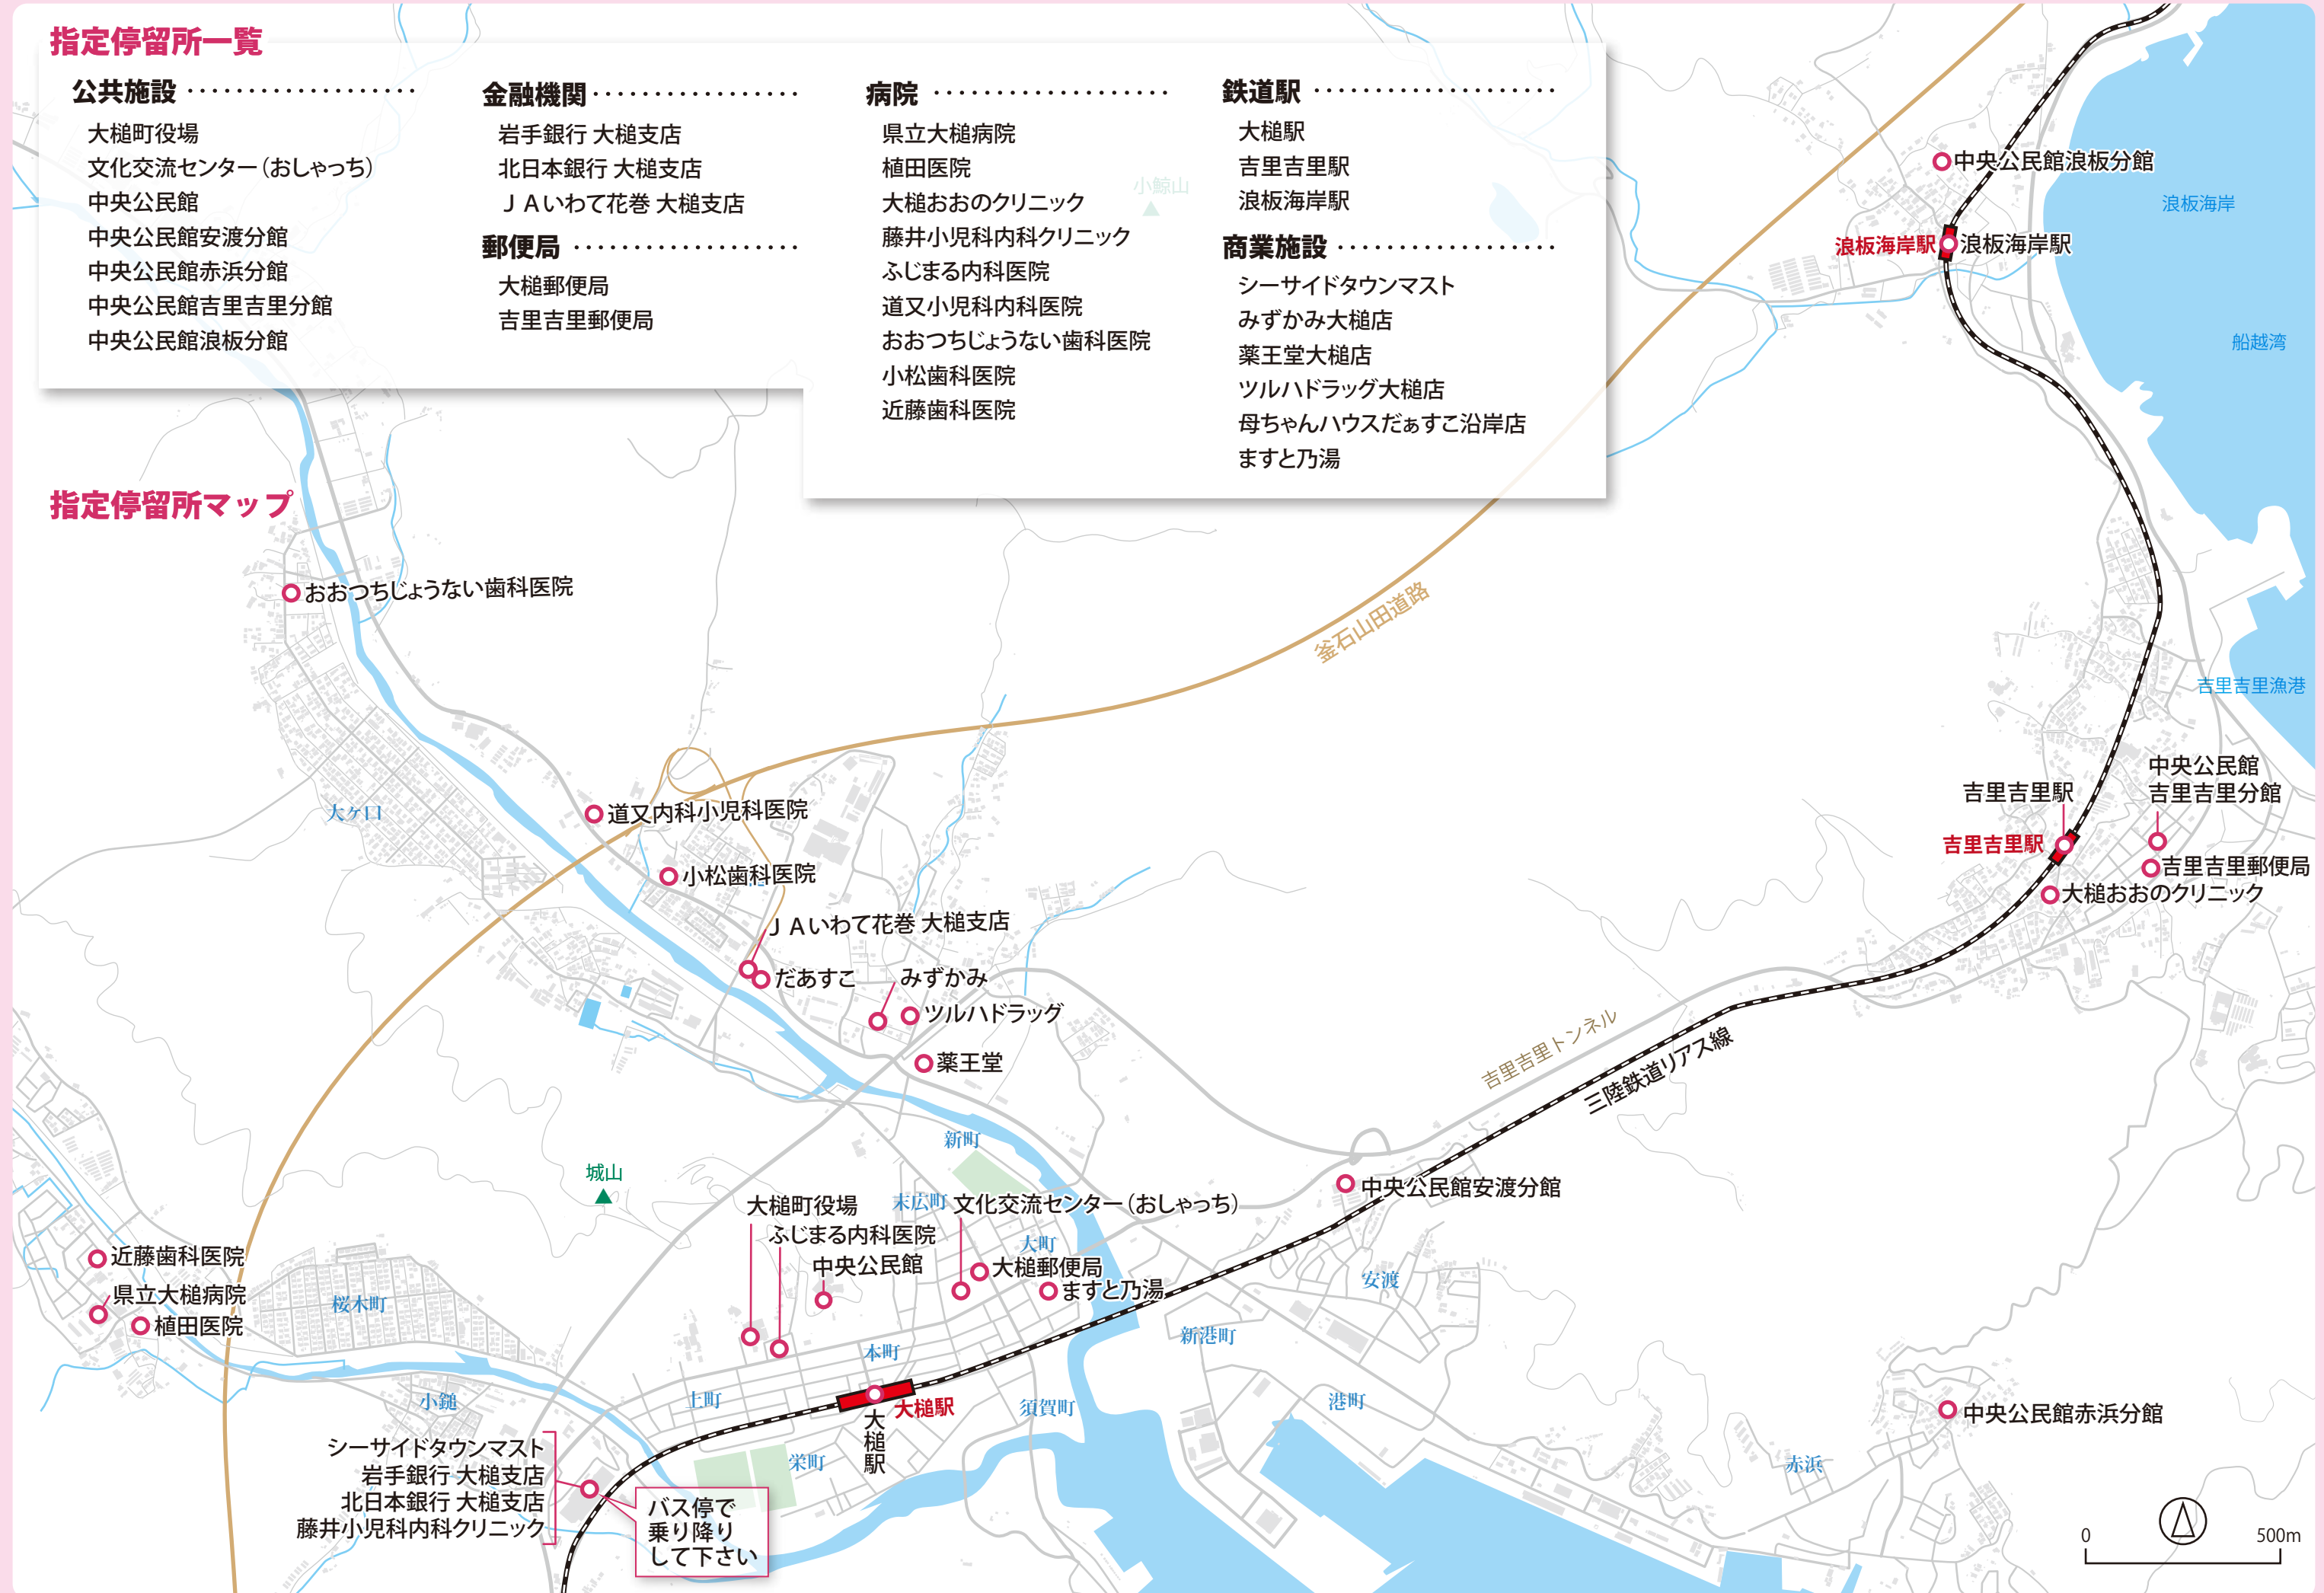 指定停留所一覧
公共施設
大槌町役場
文化交流センター（おしゃっち）
中央公民館
中央公民館安渡分館
中央公民館赤浜分館
中央公民館吉里吉里分館
中央公民館浪板分館
金融機関
岩手銀行 大槌支店
北日本銀行 大槌支店
ＪＡいわて花巻 大槌支店
郵便局
大槌郵便局
吉里吉里郵便局
病院
県立大槌病院
植田医院
大槌おおのクリニック
藤井小児科内科クリニック
ふじまる内科医院
道又小児科内科医院
おおつちじょうない歯科医院
小松歯科医院
近藤歯科医院
鉄道駅
大槌駅
吉里吉里駅
浪板海岸駅
商業施設
シーサイドタウンマスト
みずかみ大槌店
薬王堂大槌店
ツルハドラッグ大槌店
母ちゃんハウスだぁすこ沿岸店
ますと乃湯
小鯨山
指定停留所マップ
中央公民館浪板分館
浪板海岸
浪板海岸駅
浪板海岸駅
船越湾
おおつちじょうない歯科医院
釜石山田道路
吉里吉里漁港
大ケ口
道又内科小児科医院
小松歯科医院
中央公民館
吉里吉里分館
吉里吉里駅
吉里吉里駅
吉里吉里郵便局
大槌おおのクリニック
ＪＡいわて花巻 大槌支店
だあすこ
みずかみ
ツルハドラッグ
薬王堂
吉里吉里トンネル
三陸鉄道リアス線
新町
城山
大槌町役場
末広町
文化交流センター（おしゃっち）
中央公民館安渡分館
ふじまる内科医院
大町
中央公民館
大槌郵便局
ますと乃湯
安渡
近藤歯科医院
県立大槌病院
植田医院
桜木町
新港町
本町
小鎚
上町
大槌駅
大槌駅
須賀町
港町
中央公民館赤浜分館
栄町
赤浜
シーサイドタウンマスト
岩手銀行 大槌支店
北日本銀行 大槌支店
藤井小児科内科クリニック
バス停で
乗り降り
して下さい
0 500m